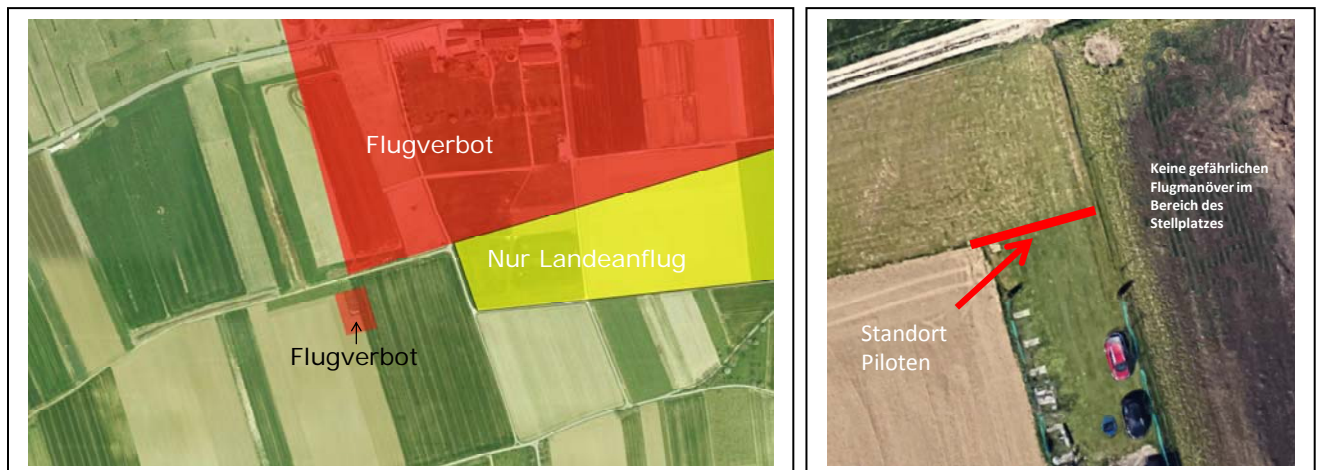 Flugverbot
Nur Landeanflug
Flugverbot
Keine gefährlichen
Flugmanöver im
Bereich des
Stellplatzes
Standort
Piloten